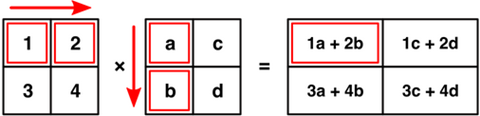 1 2 a c 1a + 2b 1c + 2d
× =
3 4 b d 3a + 4b 3c + 4d